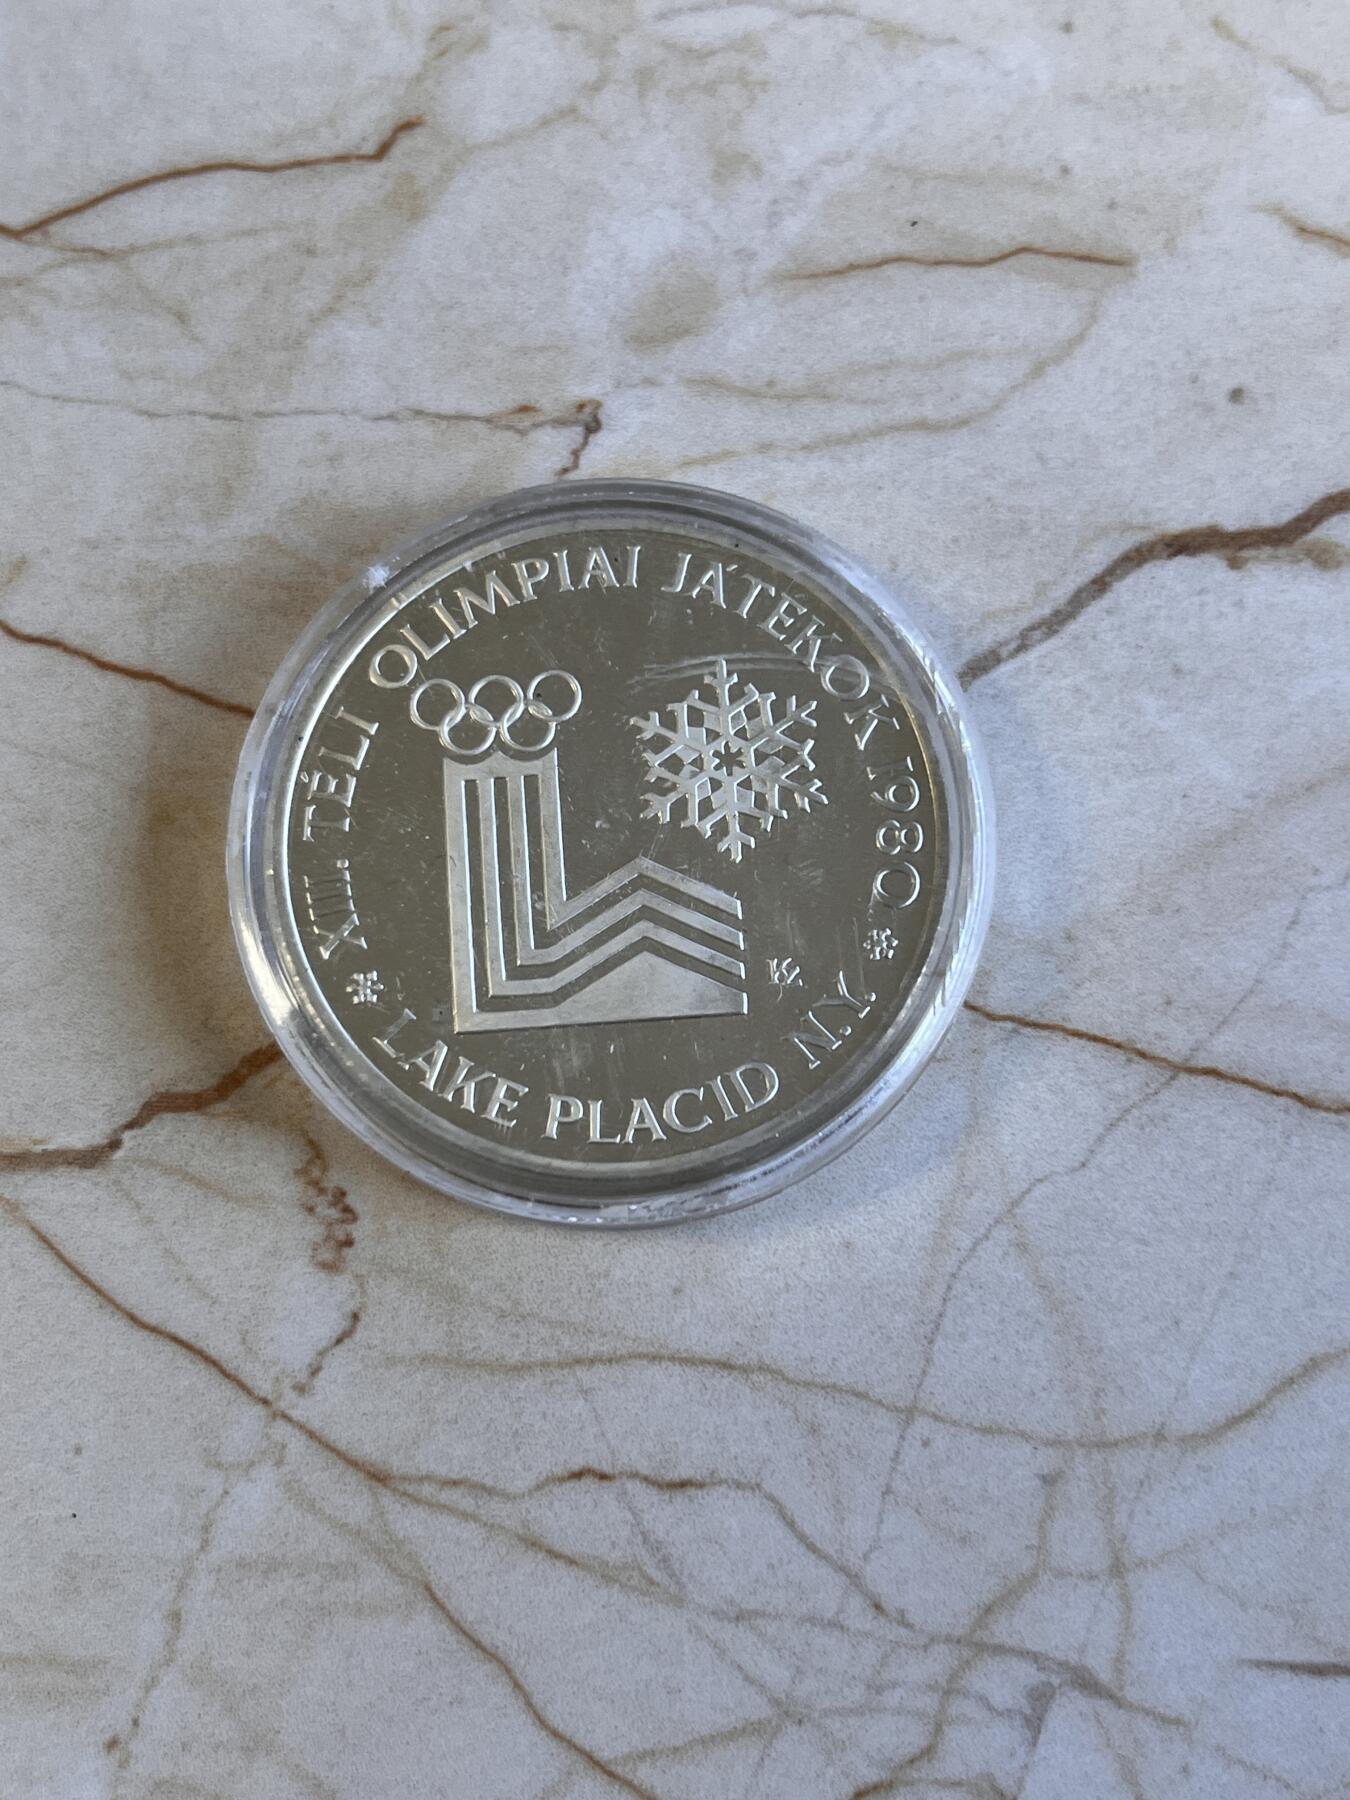 XIII. TÉLI OLIMPIAI JÁTÉKOK 1980
LAKE PLACID N.Y.